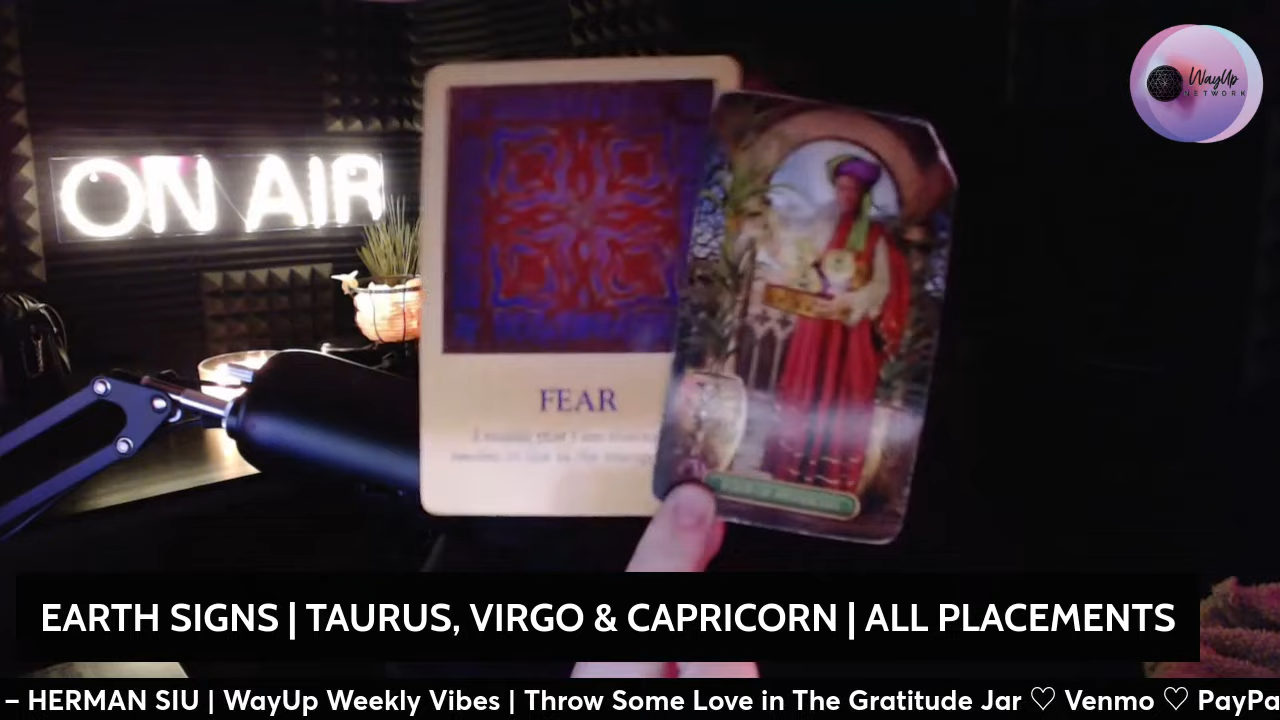 WayUp
NETWORK
ON AIR
FEAR
EARTH SIGNS | TAURUS, VIRGO & CAPRICORN | ALL PLACEMENTS
– HERMAN SIU | WayUp Weekly Vibes | Throw Some Love in The Gratitude Jar ♡ Venmo ♡ PayPa